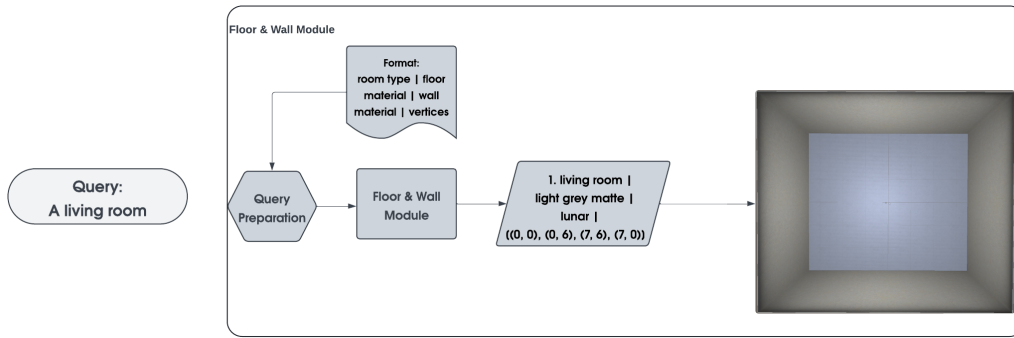 Floor & Wall Module
Format:
room type | floor
material | wall
material | vertices
Query:
A living room
Query
Preparation
Floor & Wall
Module
1. living room |
light grey matte |
lunar |
[(0, 0), (0, 6), (7, 6), (7, 0)]